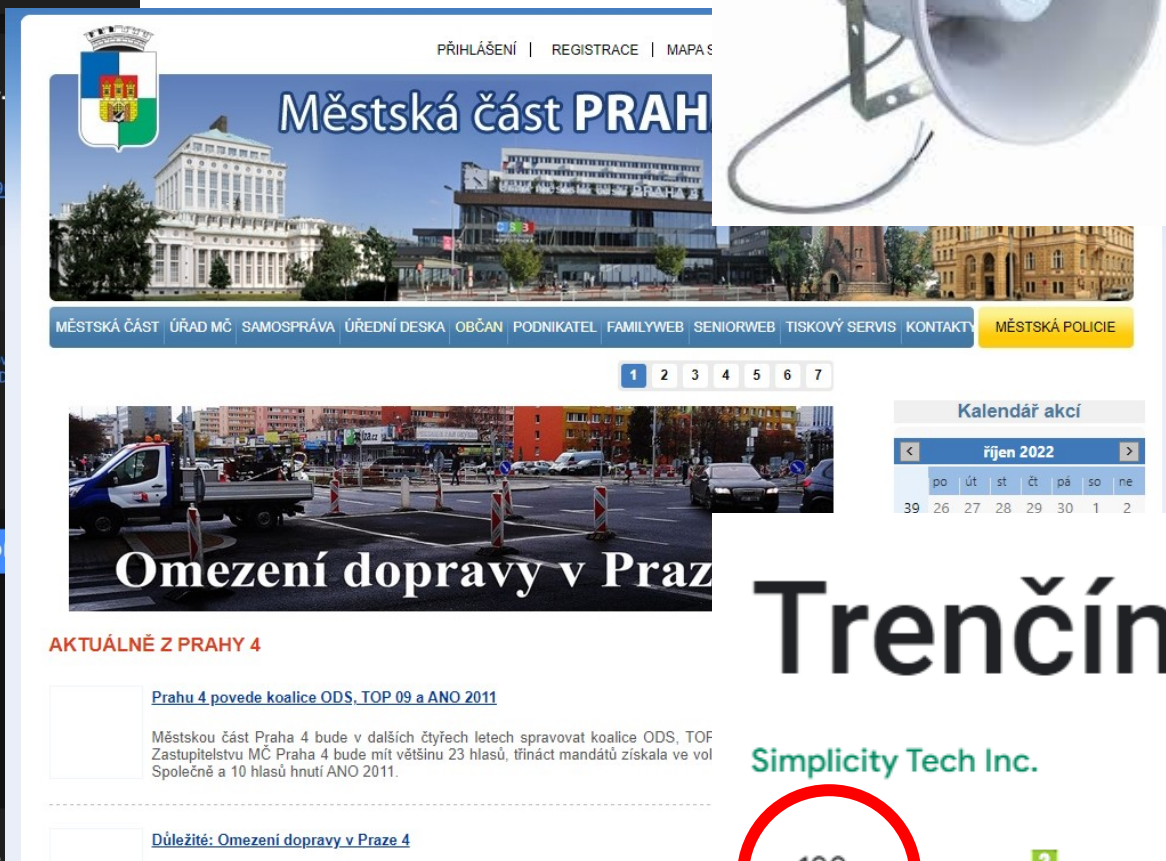 PŘIHLÁŠENÍ | REGISTRACE | MAPA S
Městská část PRAH
MĚSTSKÁ ČÁST ÚŘAD MČ SAMOSPRÁVA ÚŘEDNÍ DESKA OBČAN PODNIKATEL FAMILYWEB SENIORWEB TISKOVÝ SERVIS KONTAKTY MĚSTSKÁ POLICIE
1 2 3 4 5 6 7
Kalendář akcí
< říjen 2022 >
po út st čt pá so ne
39 26 27 28 29 30 1 2
Omezení dopravy v Praz
AKTUÁLNĚ Z PRAHY 4
Prahu 4 povede koalice ODS, TOP 09 a ANO 2011
Městskou část Praha 4 bude v dalších čtyřech letech spravovat koalice ODS, TOP
Zastupitelstvu MČ Praha 4 bude mít většinu 23 hlasů, třináct mandátů získala ve vol
Společně a 10 hlasů hnutí ANO 2011.
Důležité: Omezení dopravy v Praze 4
Trenčín
Simplicity Tech Inc.